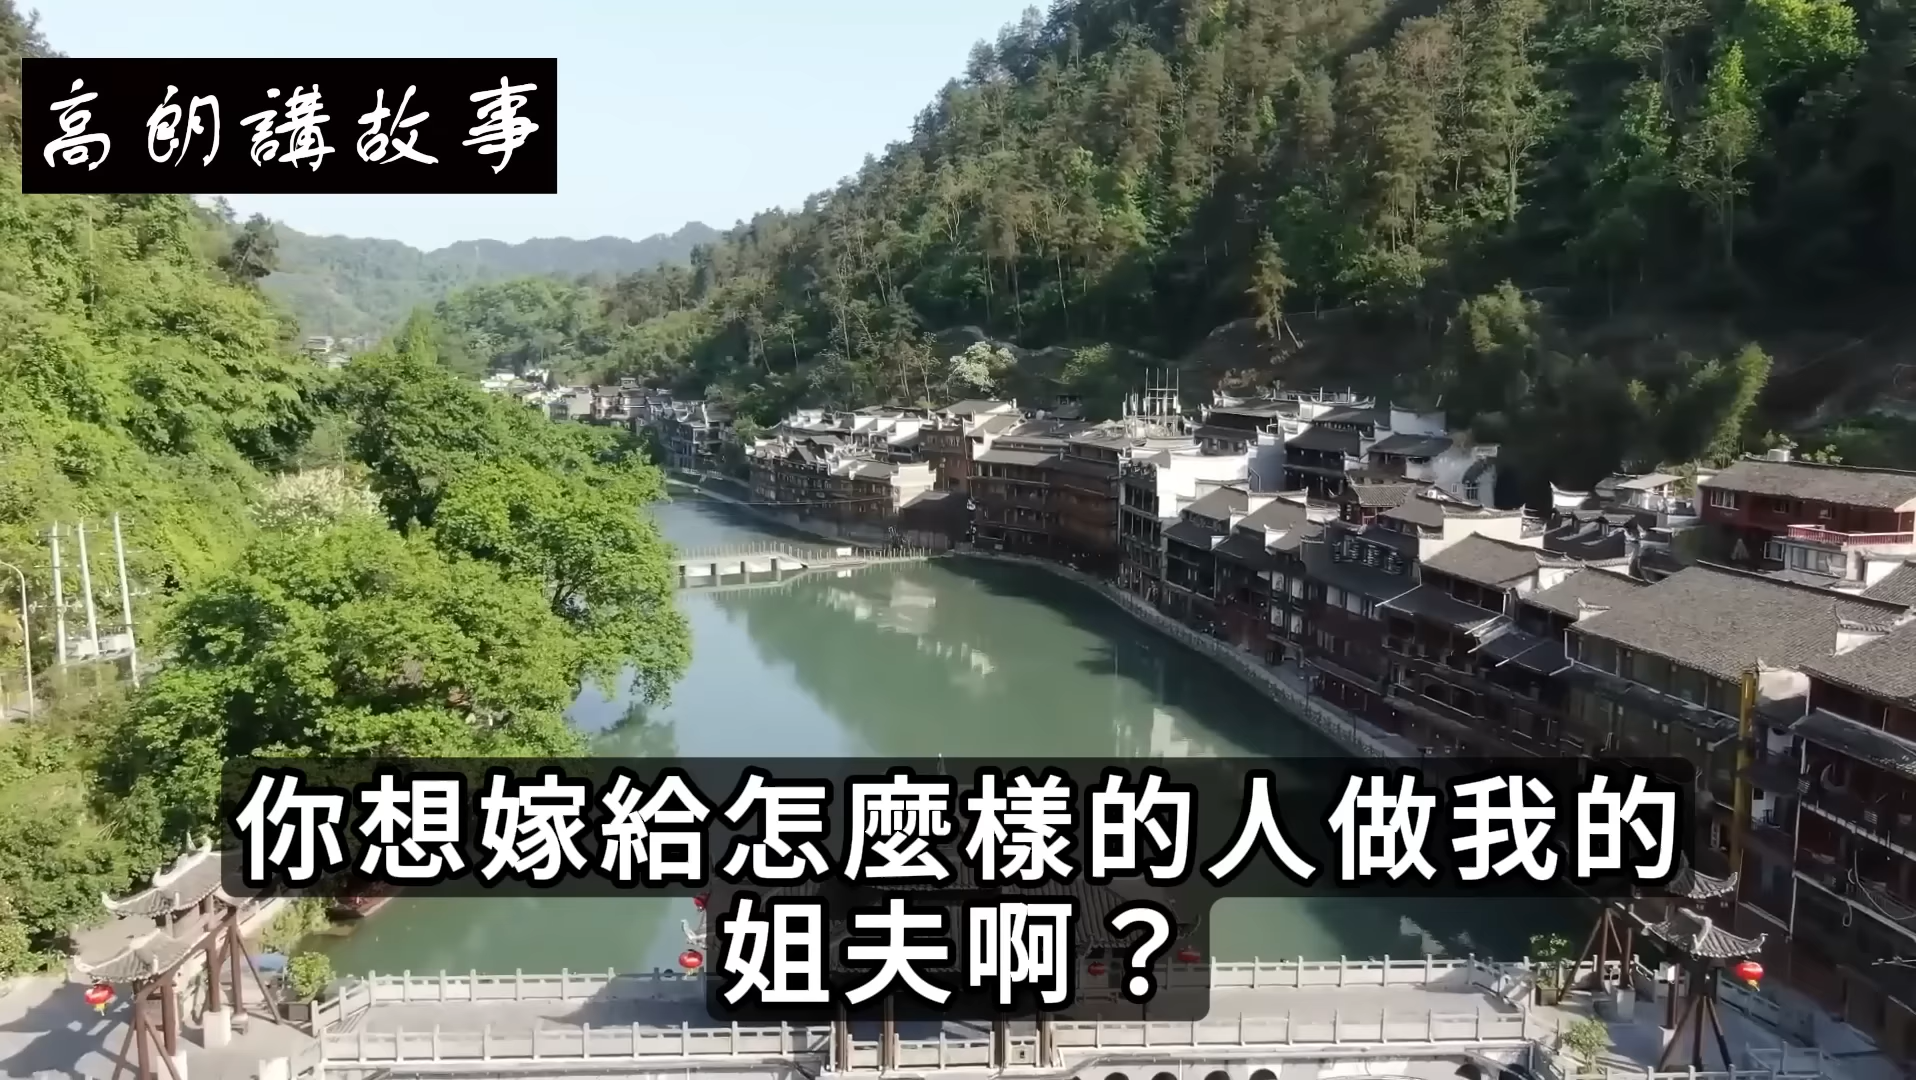 高朗講故事
你想嫁給怎麼樣的人做我的
姐夫啊？